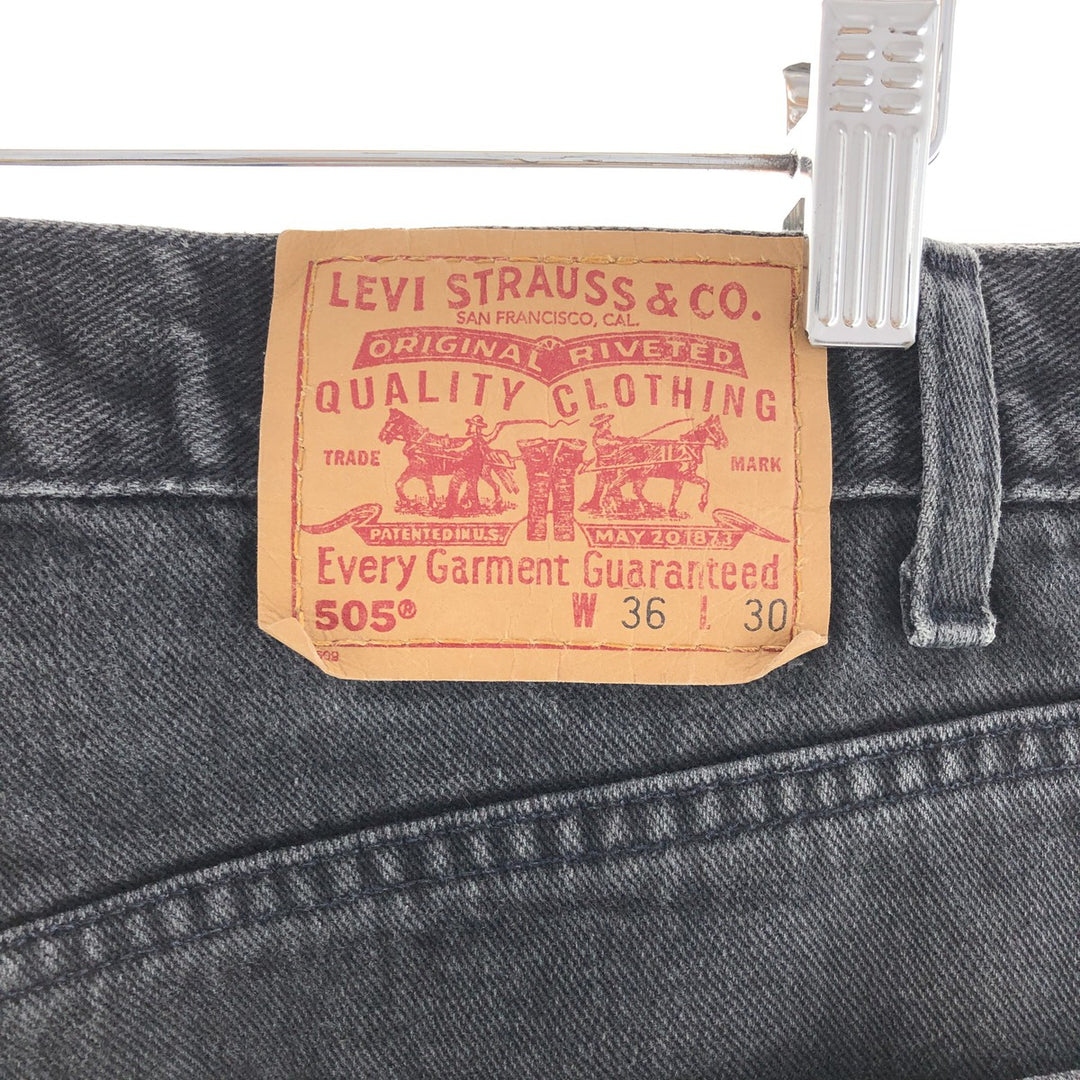 LEVI STRAUSS & CO.
SAN FRANCISCO, CAL.
ORIGINAL RIVETED
QUALITY CLOTHING
TRADE MARK
PATENTED IN U.S. MAY 20 1873
Every Garment Guaranteed
505® W 36 L 30